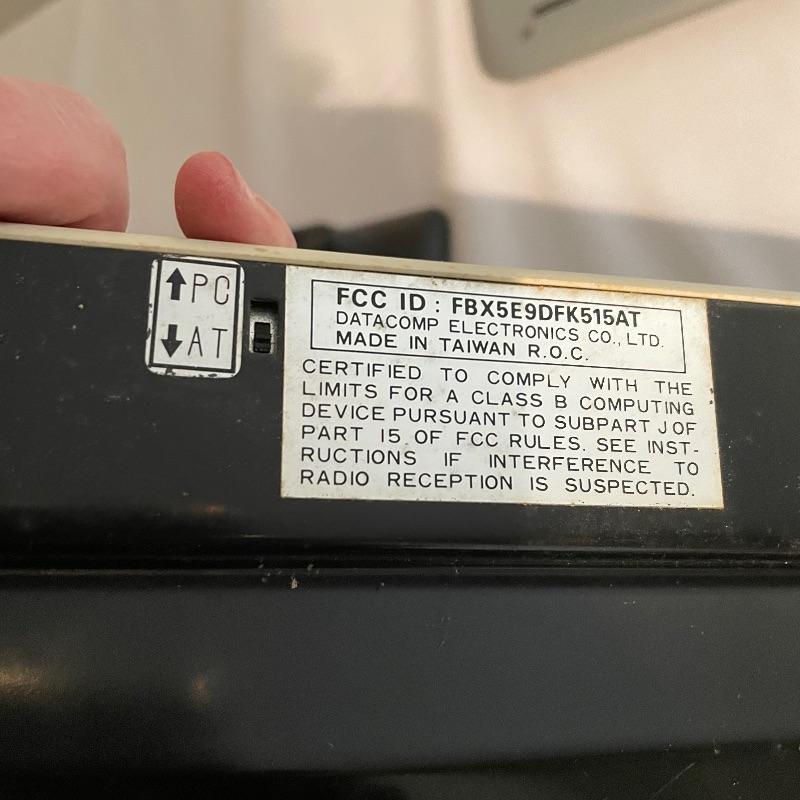 ↑PC
↓AT
FCC ID : FBX5E9DFK515AT
DATACOMP ELECTRONICS CO., LTD.
MADE IN TAIWAN R.O.C.
CERTIFIED TO COMPLY WITH THE
LIMITS FOR A CLASS B COMPUTING
DEVICE PURSUANT TO SUBPART J OF
PART 15 OF FCC RULES. SEE INST-
RUCTIONS IF INTERFERENCE TO
RADIO RECEPTION IS SUSPECTED.